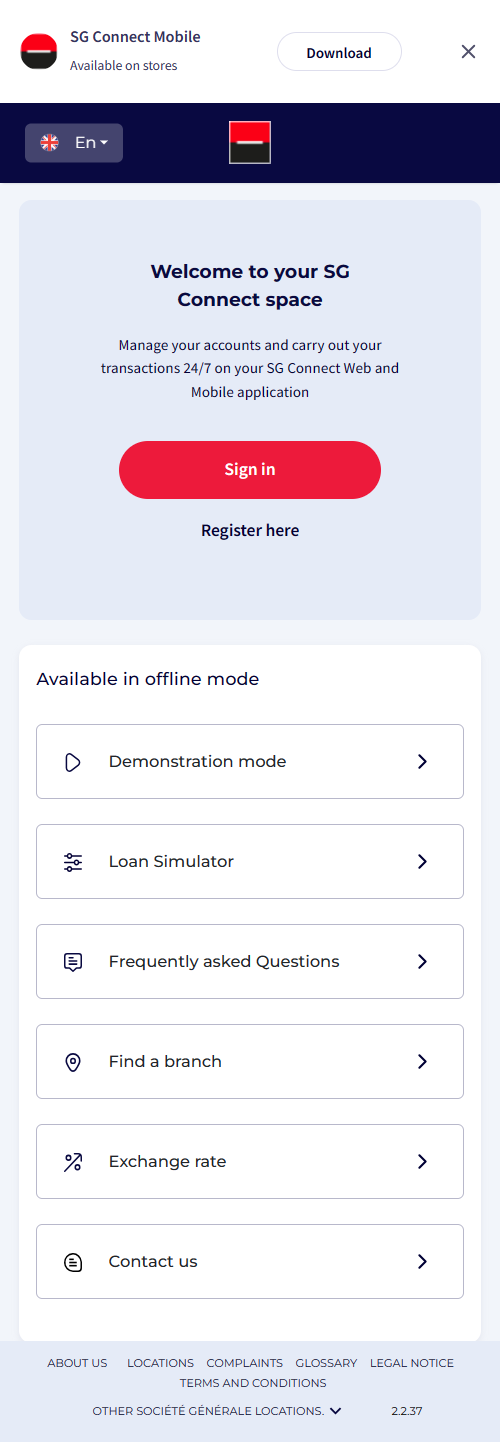 SG Connect Mobile
Available on stores
Download
En
Welcome to your SG
Connect space
Manage your accounts and carry out your
transactions 24/7 on your SG Connect Web and
Mobile application
Sign in
Register here
Available in offline mode
Demonstration mode
Loan Simulator
Frequently asked Questions
Find a branch
Exchange rate
Contact us
ABOUT US LOCATIONS COMPLAINTS GLOSSARY LEGAL NOTICE
TERMS AND CONDITIONS
OTHER SOCIÉTÉ GÉNÉRALE LOCATIONS. 2.2.37